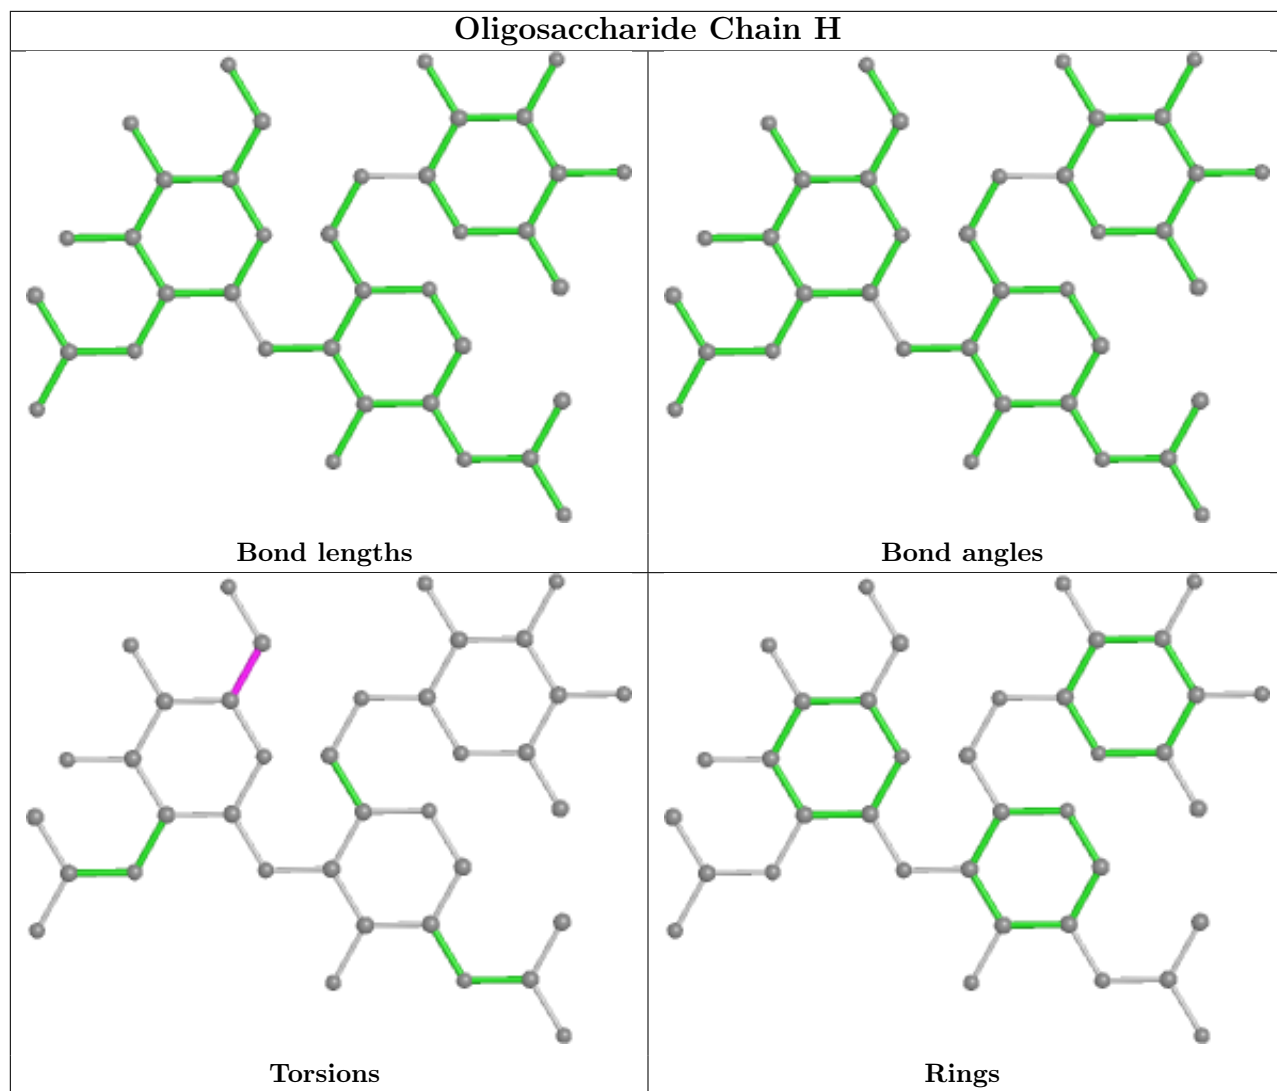 Oligosaccharide Chain H
Bond lengths
Bond angles
Torsions
Rings